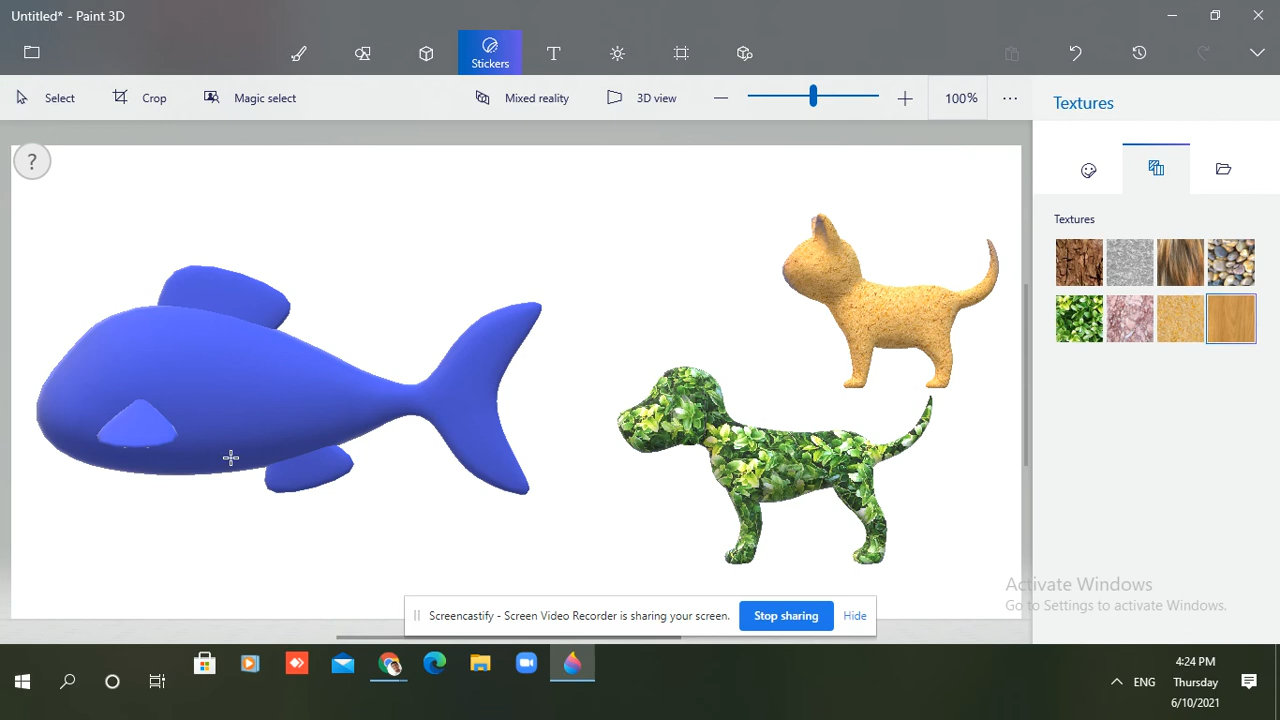 Untitled* - Paint 3D
Stickers
Select
Crop
Magic select
Mixed reality
3D view
100%
Textures
?
Textures
Activate Windows
Go to Settings to activate Windows.
Screencastify - Screen Video Recorder is sharing your screen.
Stop sharing
Hide
4:24 PM
ENG
Thursday
6/10/2021